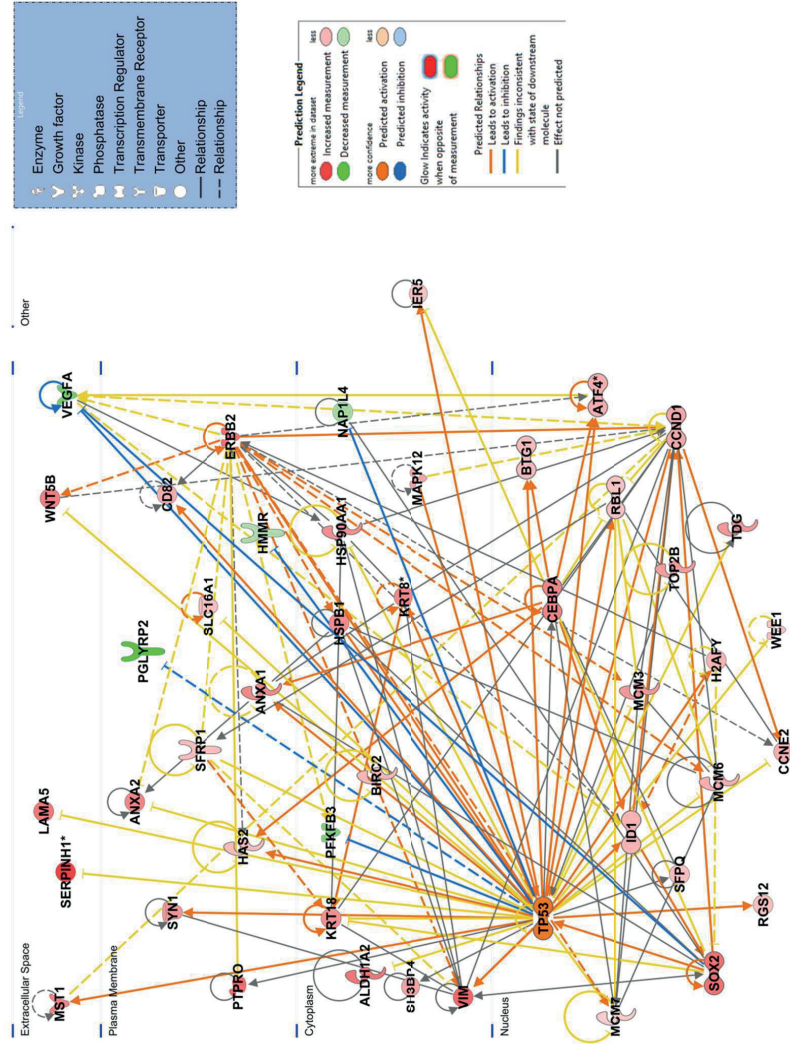 Legend
Enzyme
Growth factor
Kinase
Phosphatase
Transcription Regulator
Transmembrane Receptor
Transporter
Other
Relationship
Relationship
Prediction Legend
more extreme in dataset
less
Increased measurement
Decreased measurement
more confidence
less
Predicted activation
Predicted inhibition
Glow Indicates activity
when opposite
of measurement
Predicted Relationships
Leads to activation
Leads to inhibition
Findings inconsistent
with state of downstream
molecule
Effect not predicted
Extracellular Space
Other
MST1
SERPINH1*
LAMA5
WNT5B
VEGFA
Plasma Membrane
PTPRO
SYN1
HAS2
ANXA2
SFRP1
ANXA1
PGLYRP2
SLC16A1
HMMR
CD82
ERBB2
Cytoplasm
ALDH1A2
SH3BP4
VIM
KRT18
PFKFB3
BIRC2
HSPB1
KRT8*
HSP90AA1
MAPK12
NAP1L4
IER5
Nucleus
MCM7
SOX2
TP53
RGS12
SFPQ
ID1
MCM6
CCNE2
MCM3
H2AFY
WEE1
CEBPA
TOP2B
TDG
RBL1
BTG1
CCND1
ATF4*